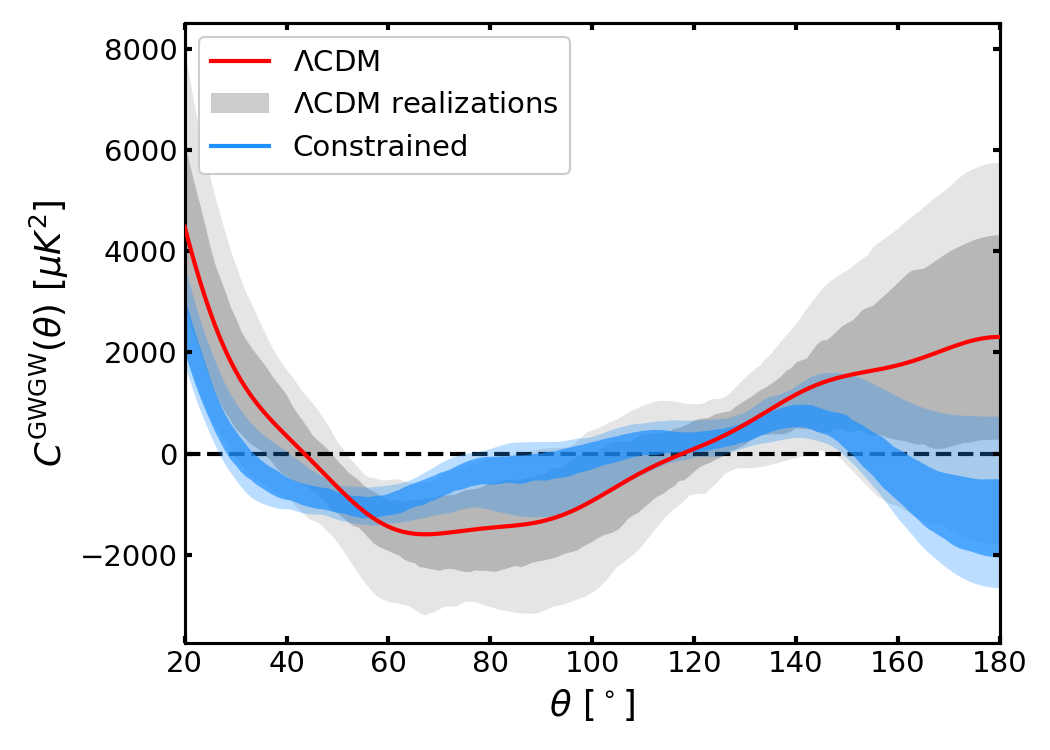 ΛCDM
ΛCDM realizations
Constrained
8000
6000
4000
2000
0
−2000
C^GWGW(θ) [μK²]
20 40 60 80 100 120 140 160 180
θ [°]